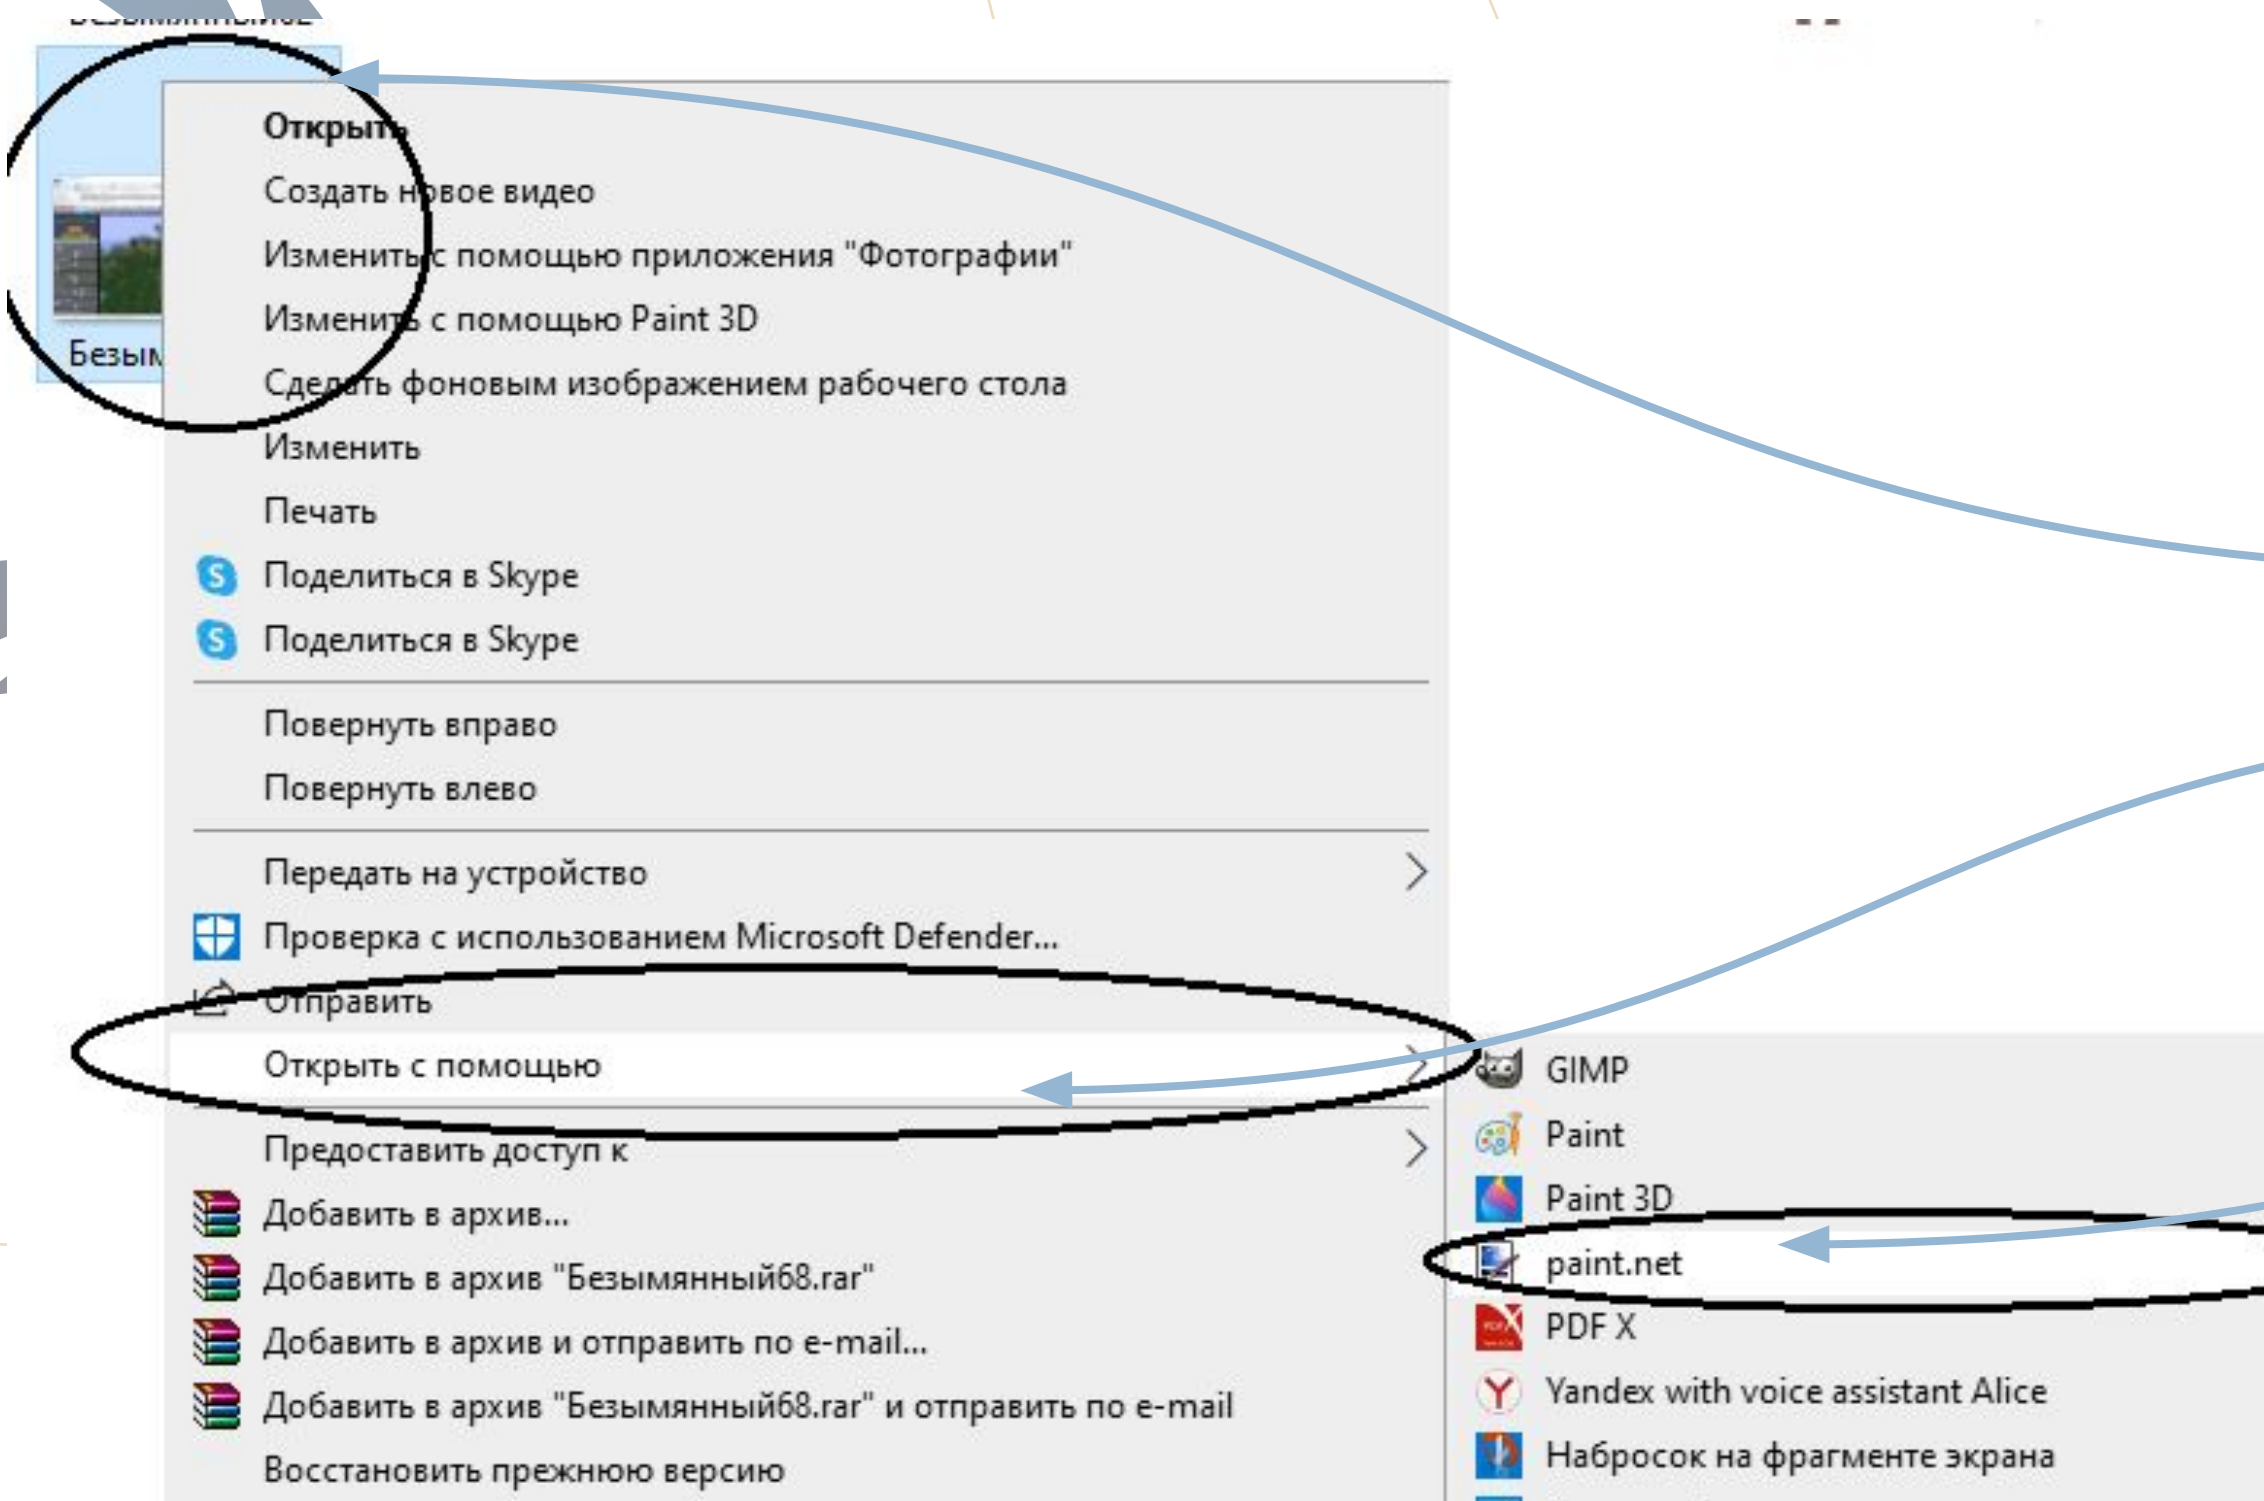 Безым
Открыть
Создать новое видео
Изменить с помощью приложения "Фотографии"
Изменить с помощью Paint 3D
Сделать фоновым изображением рабочего стола
Изменить
Печать
Поделиться в Skype
Поделиться в Skype
Повернуть вправо
Повернуть влево
Передать на устройство
Проверка с использованием Microsoft Defender...
Отправить
Открыть с помощью
Предоставить доступ к
Добавить в архив...
Добавить в архив "Безымянный68.rar"
Добавить в архив и отправить по e-mail...
Добавить в архив "Безымянный68.rar" и отправить по e-mail
Восстановить прежнюю версию
GIMP
Paint
Paint 3D
paint.net
PDF X
Yandex with voice assistant Alice
Набросок на фрагменте экрана